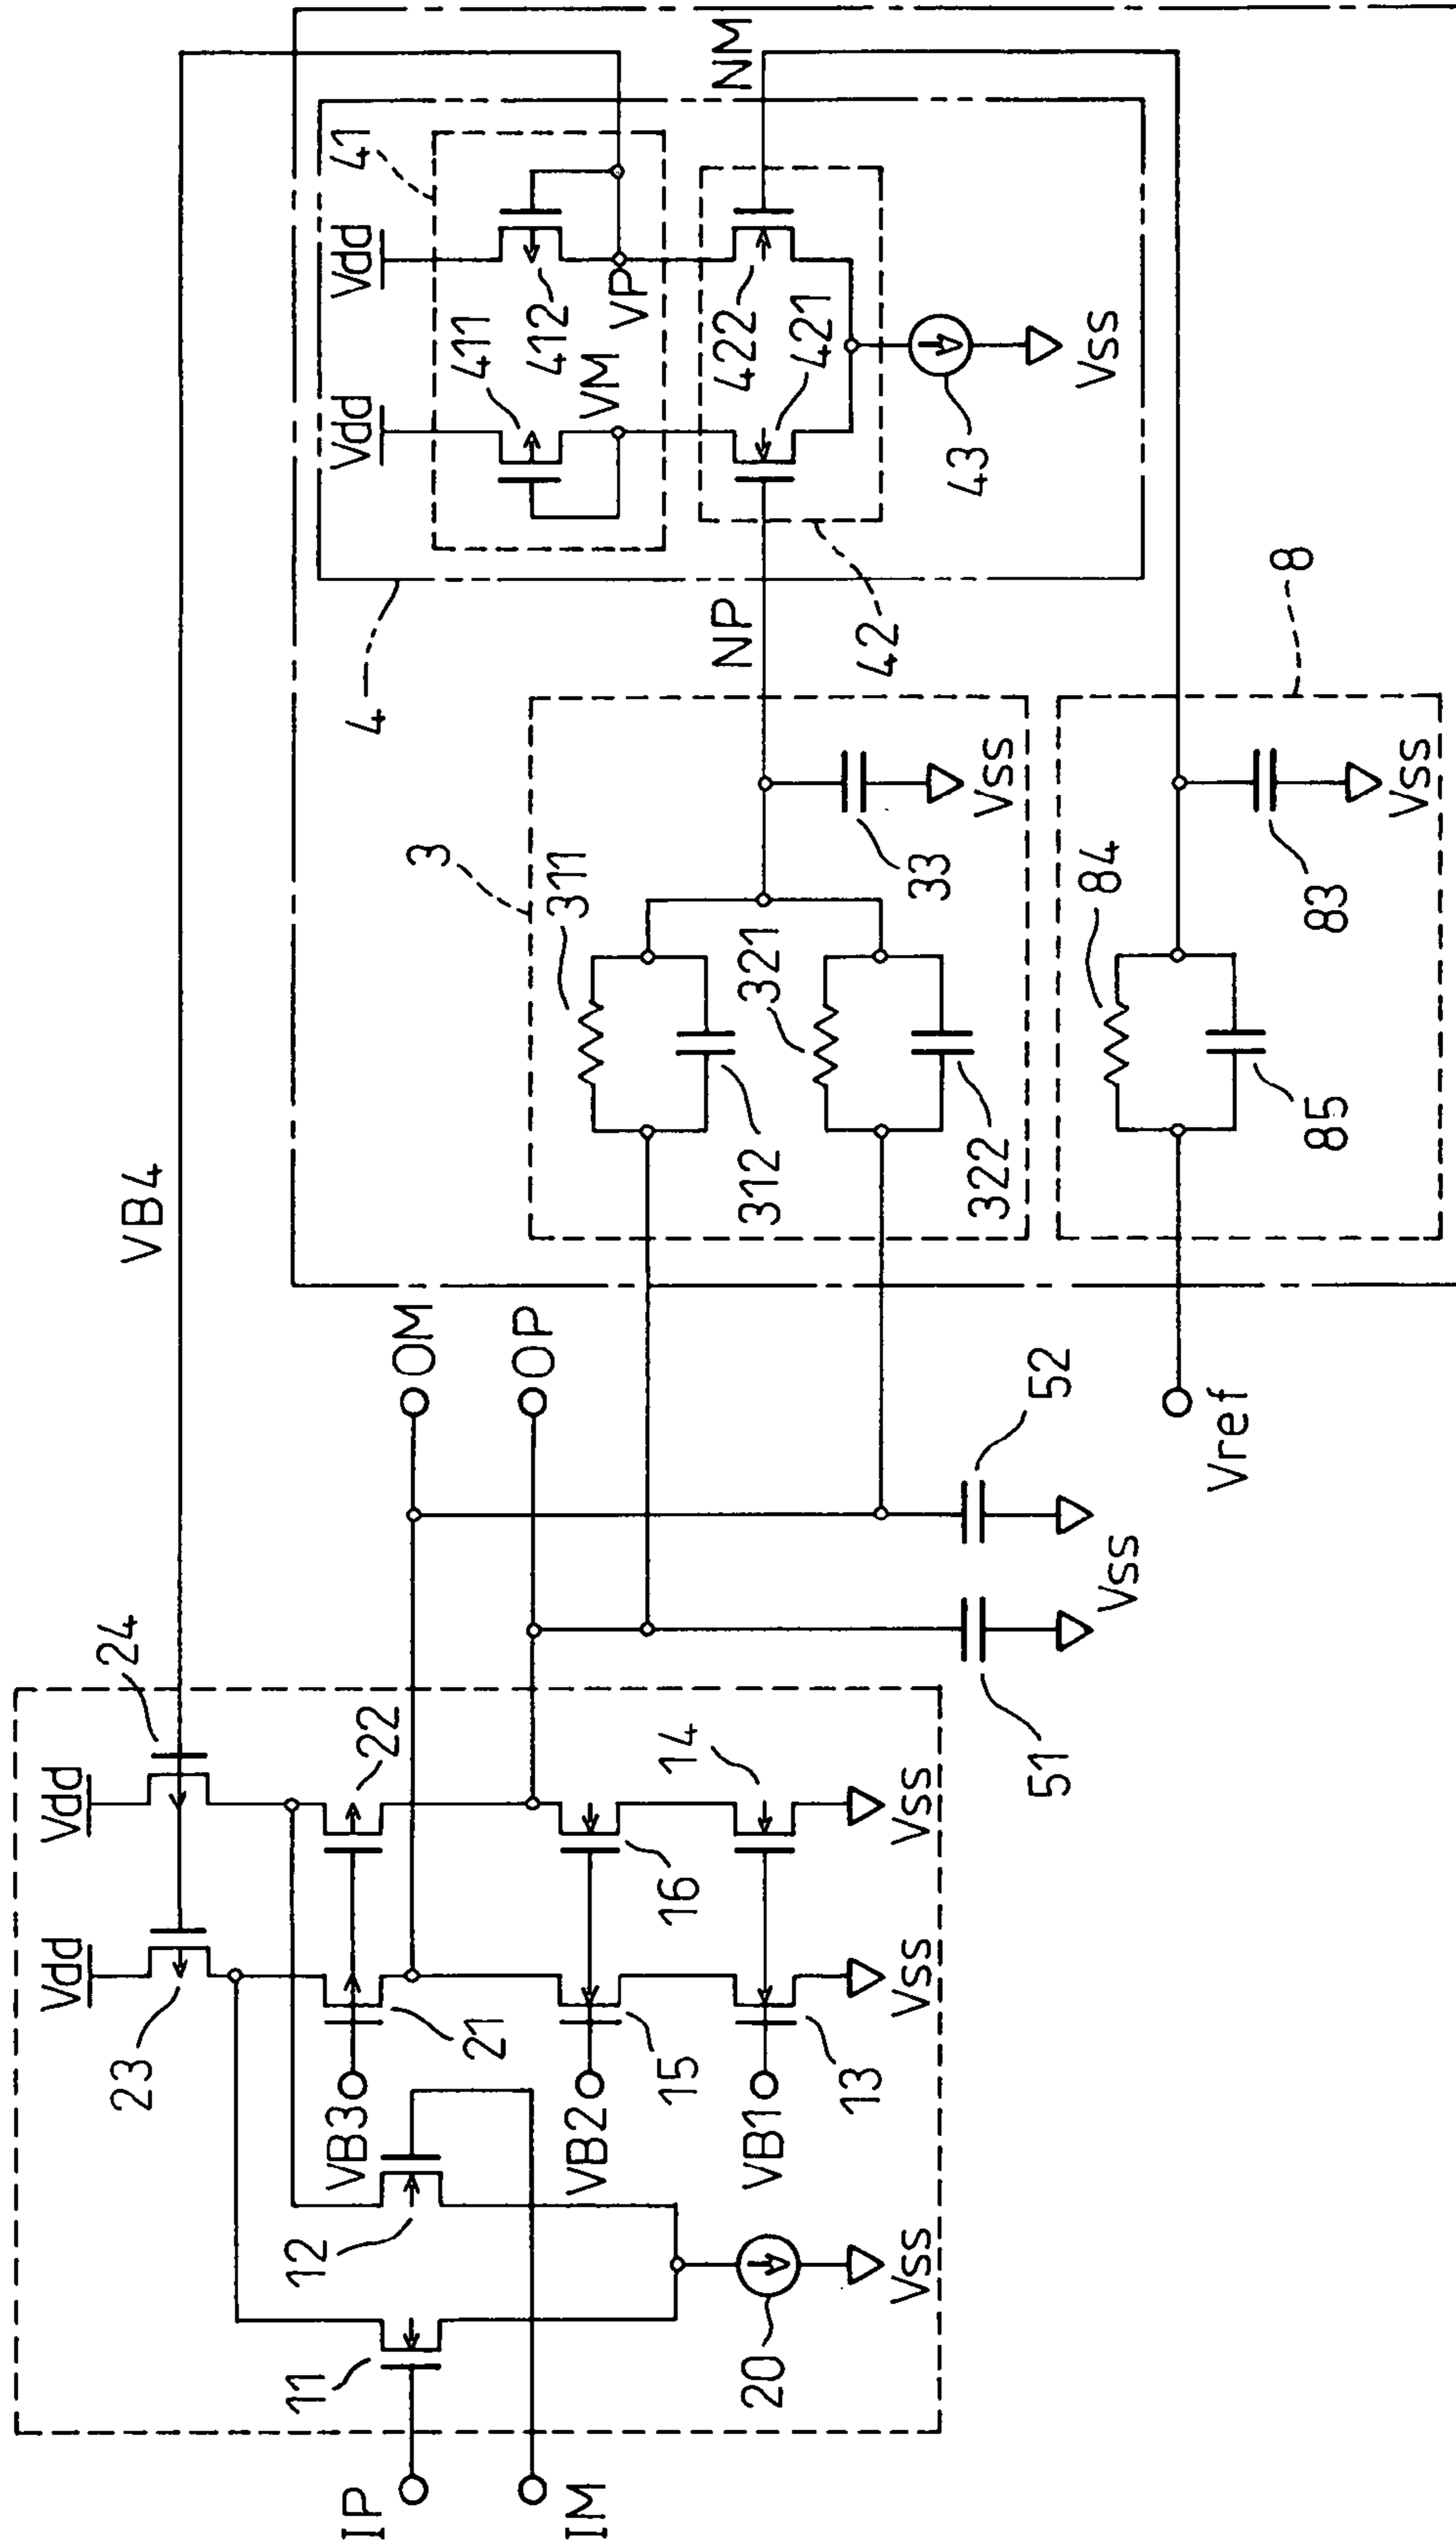 VB4
Vdd
Vdd
23
24
VB3
21
22
OM
OP
11
12
IP
IM
VB2
15
16
VB1
13
14
20
Vss
Vss
Vss
51
52
Vss
Vref
3
311
312
321
322
33
Vss
NP
4
Vdd
Vdd
41
411
412
VM
VP
NM
422
421
42
43
Vss
8
84
85
83
Vss